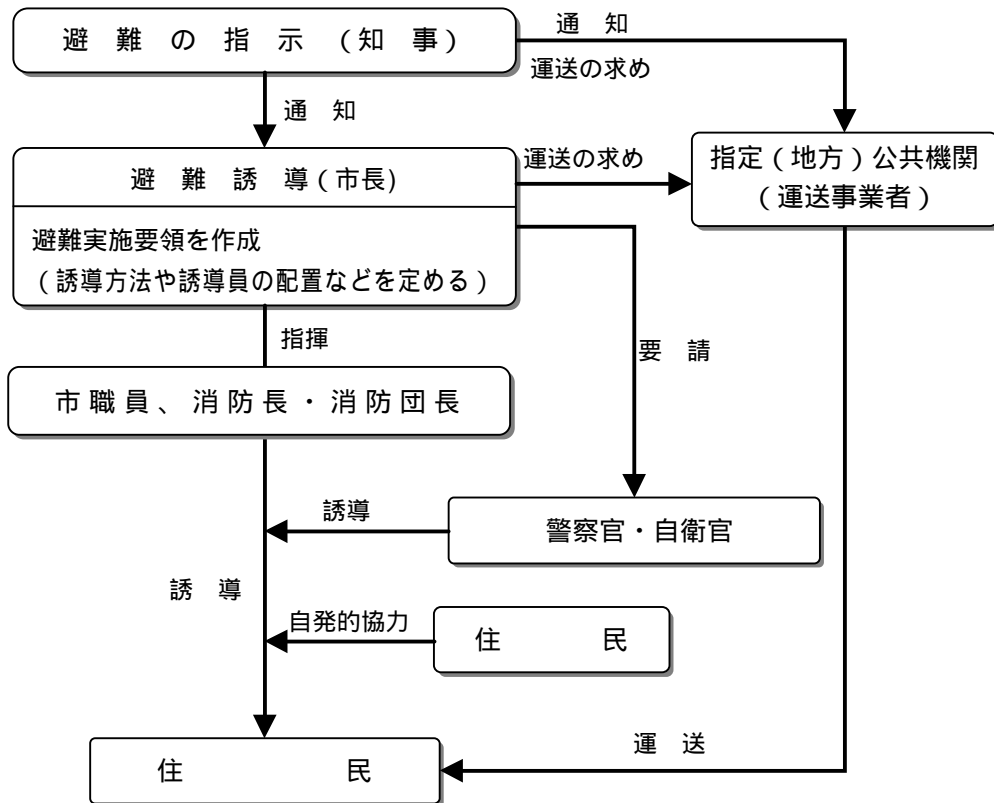 避難の指示（知事）
通知
運送の求め
通知
避難誘導(市長)
運送の求め
指定（地方）公共機関
（運送事業者）
避難実施要領を作成
（誘導方法や誘導員の配置などを定める）
指揮
要請
市職員、消防長・消防団長
誘導
警察官・自衛官
誘導
自発的協力
住民
住民
運送